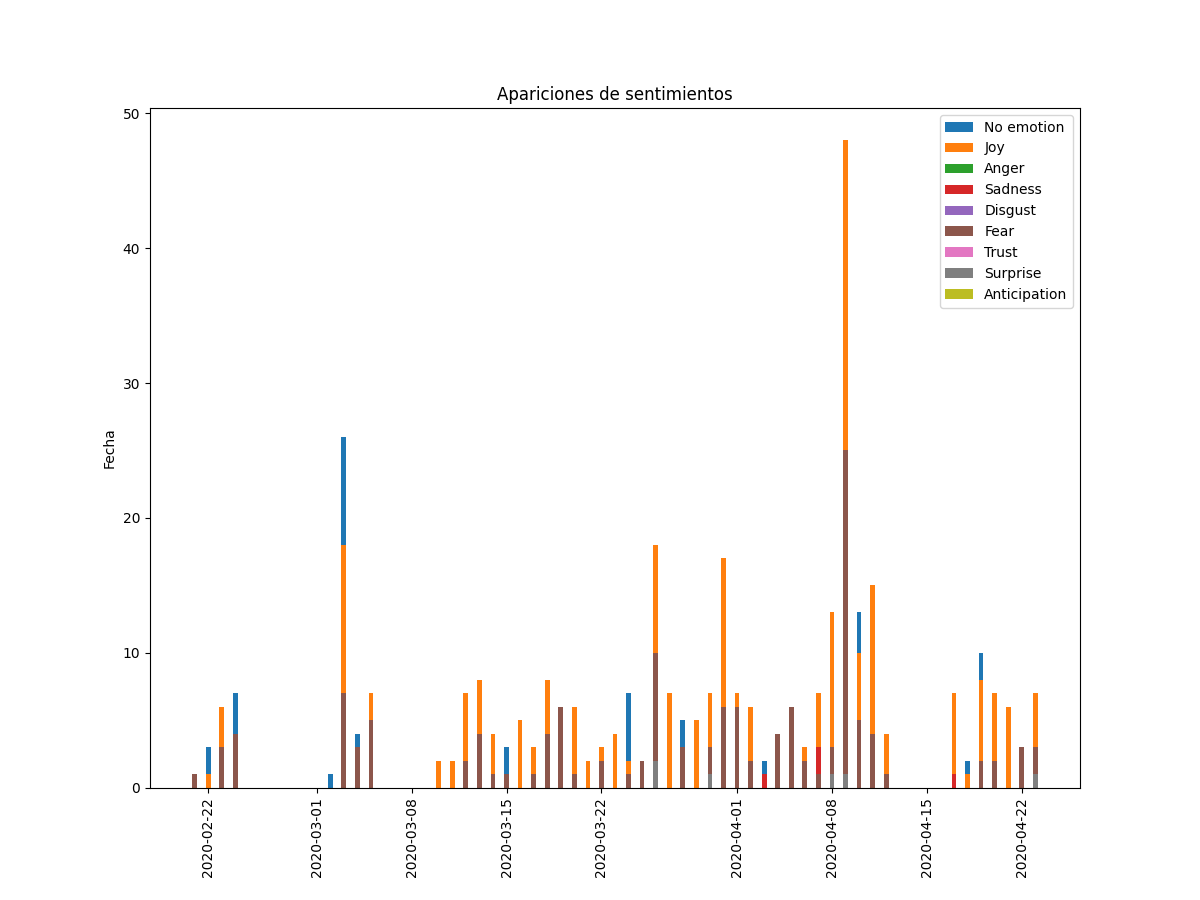 Apariciones de sentimientos
50
40
30
20
10
0
Fecha
No emotion
Joy
Anger
Sadness
Disgust
Fear
Trust
Surprise
Anticipation
2020-02-22
2020-03-01
2020-03-08
2020-03-15
2020-03-22
2020-04-01
2020-04-08
2020-04-15
2020-04-22